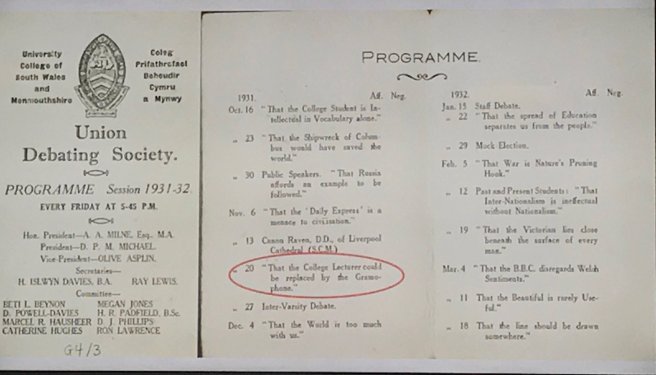 University
College of
South Wales
and
Monmouthshire
Coleg
Prifathrofaol
Deheudir
Cymru
a Mynwy
Union
Debating Society.
PROGRAMME Session 1931-32.
EVERY FRIDAY AT 5-45 P.M.
Hon. President—A. A. MILNE, Esq., M.A.
President—D. P. M. MICHAEL.
Vice-President—OLIVE ASPLIN.
Secretaries—
H. ISLWYN DAVIES, B.A. RAY LEWIS.
Committee—
BETI L. BEYNON MEGAN JONES
D. POWELL-DAVIES H. R. PADFIELD, B.Sc.
MARCEL R. HAUSHEER D. J. PHILLIPS
CATHERINE HUGHES RON LAWRENCE
G4/3
PROGRAMME.
1931. Aff. Neg.
Oct. 16 "That the College Student is In-
tellectual in Vocabulary alone."
„ 23 "That the Shipwreck of Colum-
bus would have saved the
world."
„ 30 Public Speakers. "That Russia
affords an example to be
followed."
Nov. 6 "That the 'Daily Express' is a
menace to civilisation."
„ 13 Canon Raven, D.D., of Liverpool
Cathedral (S.C.M.)
„ 20 "That the College Lecturer could
be replaced by the Gramo-
phone."
„ 27 Inter-Varsity Debate.
Dec. 4 "That the World is too much
with us."
1932. Aff. Neg.
Jan. 15 Staff Debate.
„ 22 "That the spread of Education
separates us from the people."
„ 29 Mock Election.
Feb. 5 "That War is Nature's Pruning
Hook."
„ 12 Past and Present Students: "That
Inter-Nationalism is ineffectual
without Nationalism."
„ 19 "That the Victorian lies close
beneath the surface of every
man."
Mar. 4 "That the B.B.C. disregards Welsh
Sentiments."
„ 11 That the Beautiful is rarely Use-
ful."
„ 18 That the line should be drawn
somewhere."